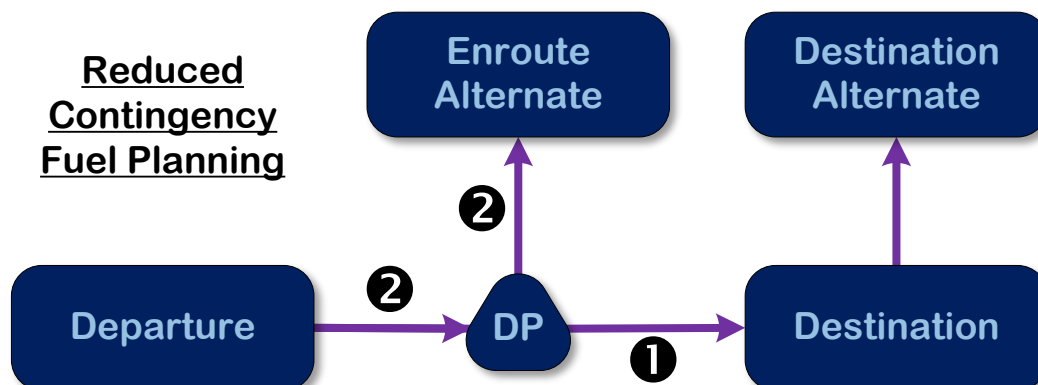 Reduced
Contingency
Fuel Planning
Enroute
Alternate
Destination
Alternate
2
2
Departure
DP
Destination
1